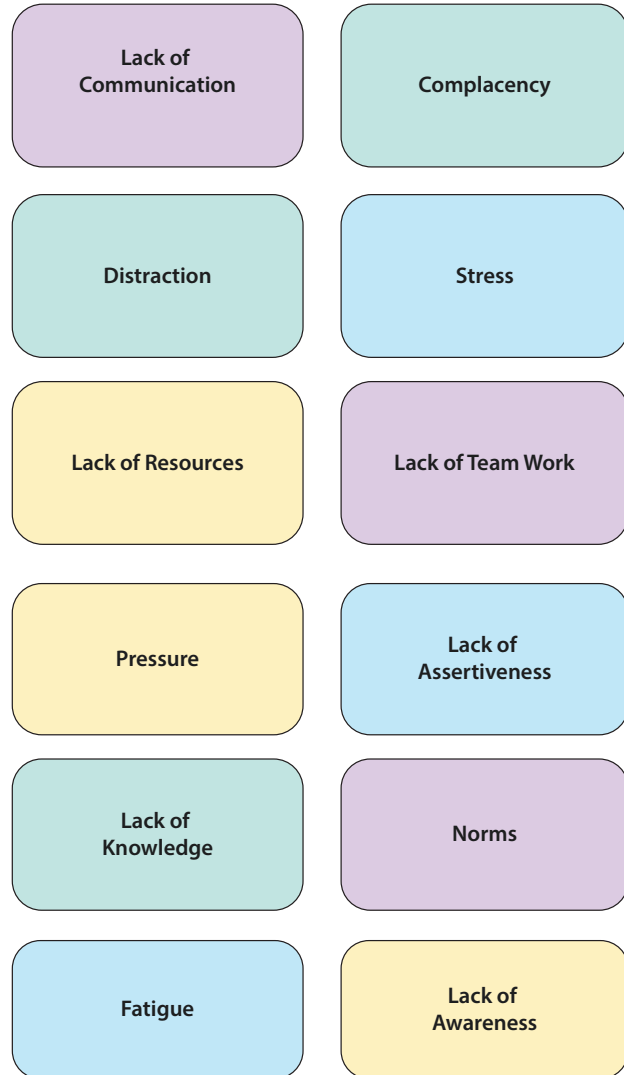 Lack of
Communication
Complacency
Distraction
Stress
Lack of Resources
Lack of Team Work
Pressure
Lack of
Assertiveness
Lack of
Knowledge
Norms
Fatigue
Lack of
Awareness